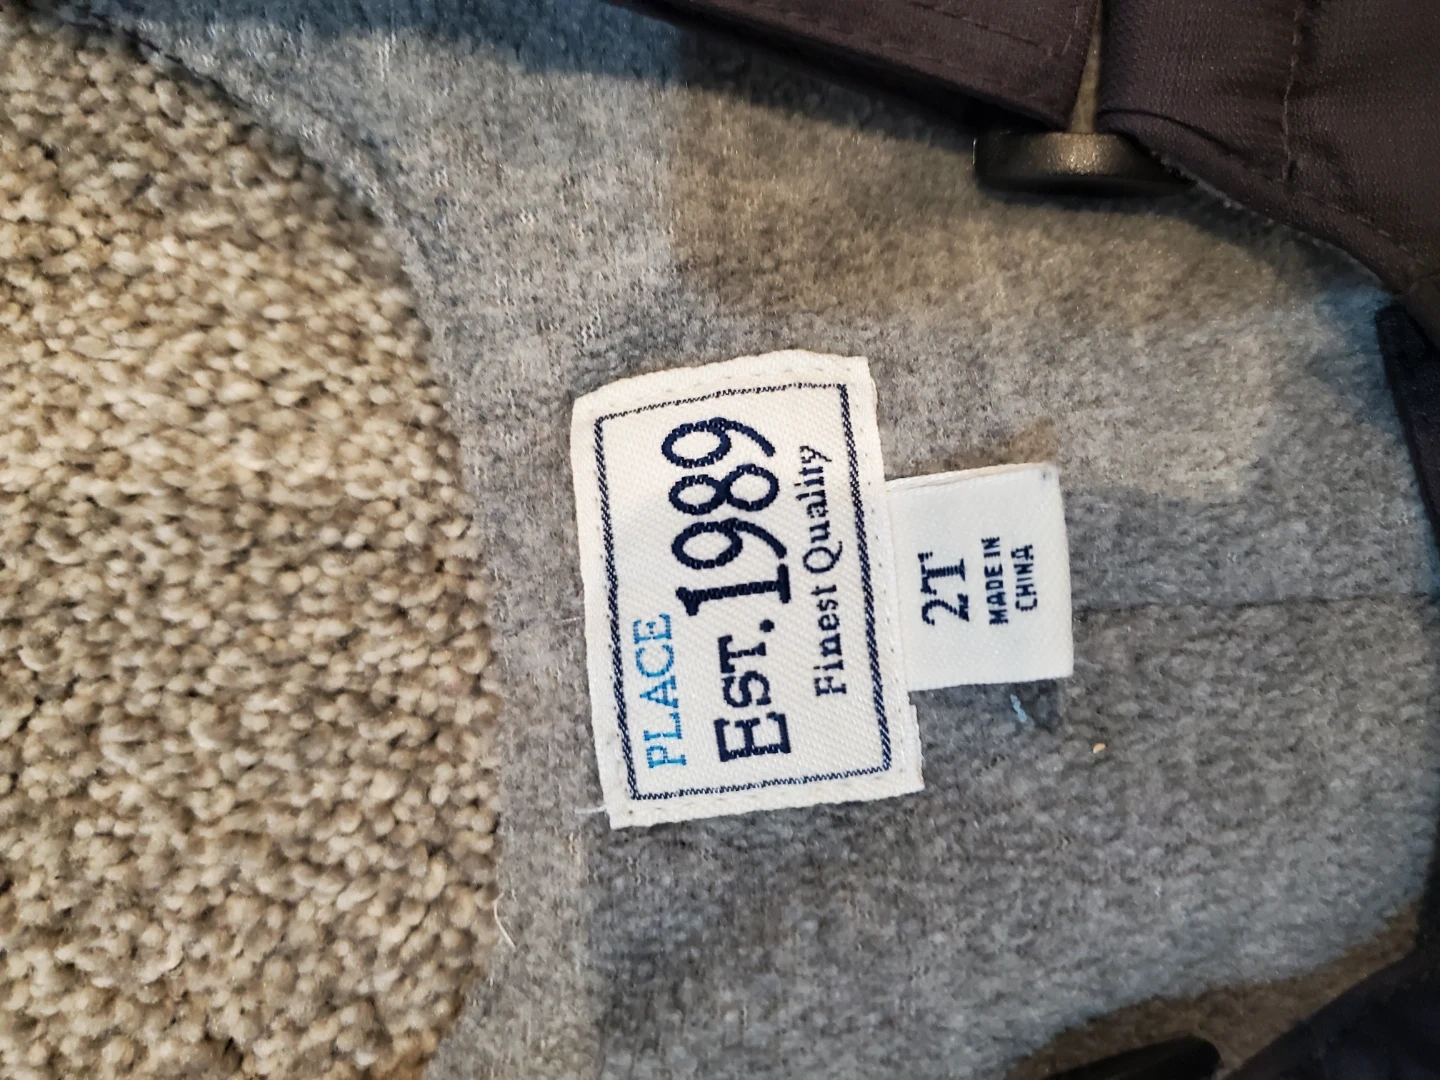 PLACE
EST. 1989
Finest Quality
2T
MADE IN
CHINA